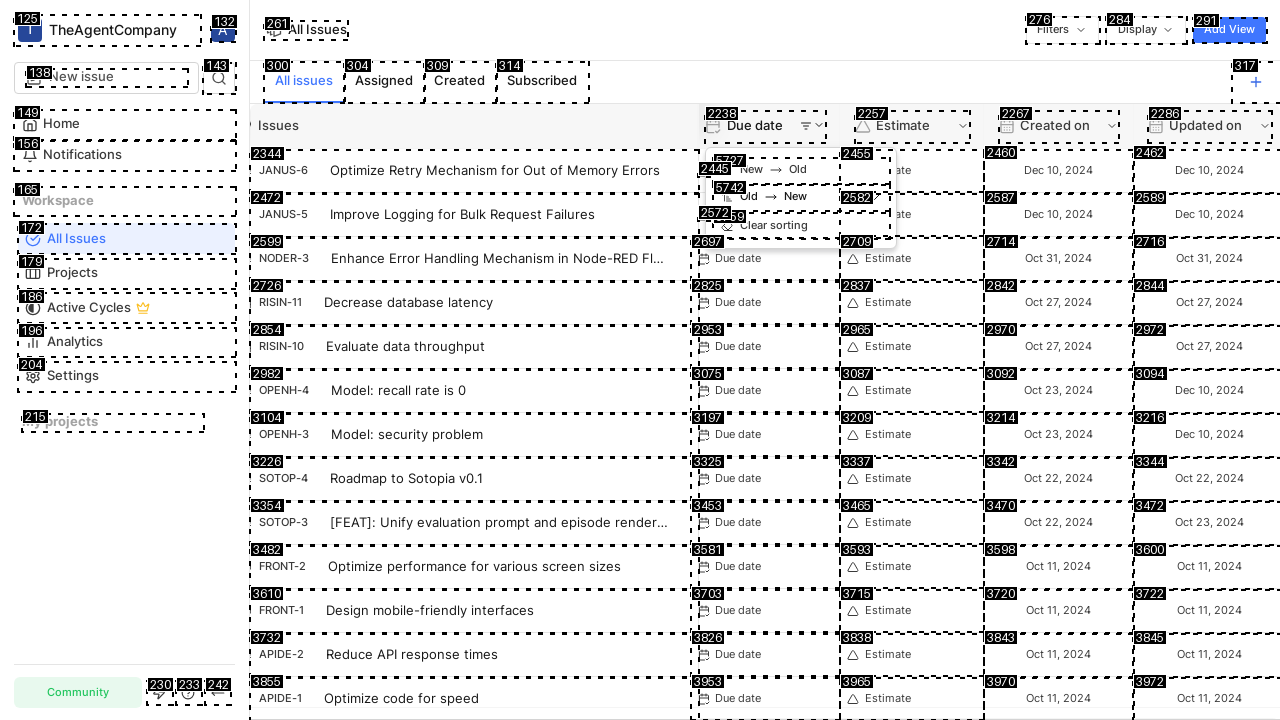 125
T
TheAgentCompany
132
A
138
New issue
143
149
Home
156
Notifications
165
Workspace
172
All Issues
179
Projects
186
Active Cycles
196
Analytics
204
Settings
215
My projects
Community
230
233
242
261
All Issues
276
Filters
284
Display
291
Add View
300
All issues
304
Assigned
309
Created
314
Subscribed
317
Issues
2238
Due date
2257
Estimate
2267
Created on
2286
Updated on
2344
JANUS-6
Optimize Retry Mechanism for Out of Memory Errors
2445
5727
New → Old
2455
2460
Dec 10, 2024
2462
Dec 10, 2024
2472
JANUS-5
Improve Logging for Bulk Request Failures
2572
5742
Old → New
2582
2587
Dec 10, 2024
2589
Dec 10, 2024
Clear sorting
2599
NODER-3
Enhance Error Handling Mechanism in Node-RED Fl...
2697
Due date
2709
Estimate
2714
Oct 31, 2024
2716
Oct 31, 2024
2726
RISIN-11
Decrease database latency
2825
Due date
2837
Estimate
2842
Oct 27, 2024
2844
Oct 27, 2024
2854
RISIN-10
Evaluate data throughput
2953
Due date
2965
Estimate
2970
Oct 27, 2024
2972
Oct 27, 2024
2982
OPENH-4
Model: recall rate is 0
3075
Due date
3087
Estimate
3092
Oct 23, 2024
3094
Dec 10, 2024
3104
OPENH-3
Model: security problem
3197
Due date
3209
Estimate
3214
Oct 23, 2024
3216
Dec 10, 2024
3226
SOTOP-4
Roadmap to Sotopia v0.1
3325
Due date
3337
Estimate
3342
Oct 22, 2024
3344
Oct 22, 2024
3354
SOTOP-3
[FEAT]: Unify evaluation prompt and episode render...
3453
Due date
3465
Estimate
3470
Oct 22, 2024
3472
Oct 23, 2024
3482
FRONT-2
Optimize performance for various screen sizes
3581
Due date
3593
Estimate
3598
Oct 11, 2024
3600
Oct 11, 2024
3610
FRONT-1
Design mobile-friendly interfaces
3703
Due date
3715
Estimate
3720
Oct 11, 2024
3722
Oct 11, 2024
3732
APIDE-2
Reduce API response times
3826
Due date
3838
Estimate
3843
Oct 11, 2024
3845
Oct 11, 2024
3855
APIDE-1
Optimize code for speed
3953
Due date
3965
Estimate
3970
Oct 11, 2024
3972
Oct 11, 2024